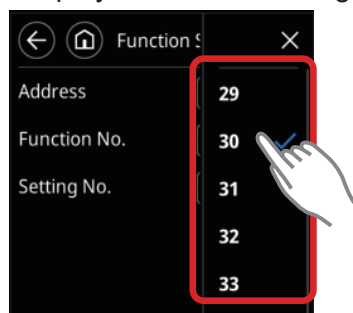 Function S
Address
Function No.
Setting No.
29
30
31
32
33